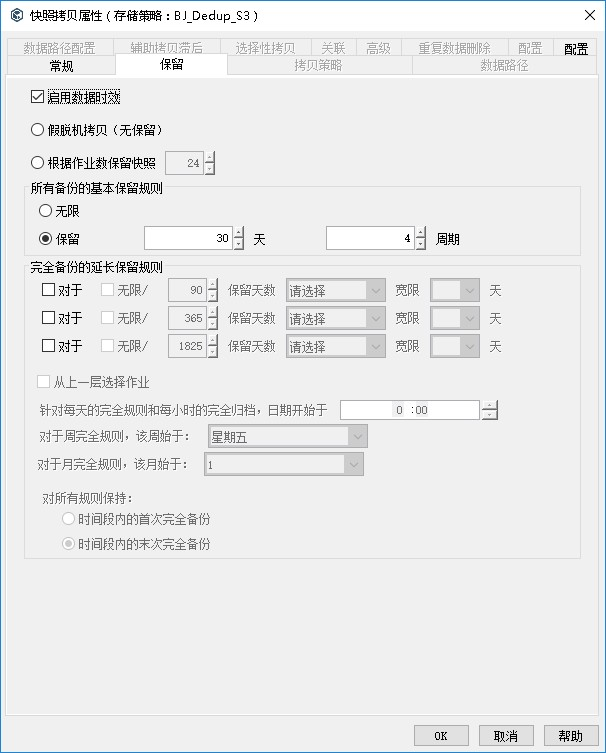 快照拷贝属性 ( 存储策略：BJ_Dedup_S3 )
数据路径配置 辅助拷贝滞后 选择性拷贝 关联 高级 重复数据删除 配置 配置
常规 保留 拷贝策略 数据路径
启用数据时效
假脱机拷贝（无保留）
根据作业数保留快照 24
所有备份的基本保留规则
无限
保留 30 天 4 周期
完全备份的延长保留规则
对于 无限/ 90 保留天数 请选择 宽限 天
对于 无限/ 365 保留天数 请选择 宽限 天
对于 无限/ 1825 保留天数 请选择 宽限 天
从上一层选择作业
针对每天的完全规则和每小时的完全归档，日期开始于 0 :00
对于周完全规则，该周始于： 星期五
对于月完全规则，该月始于： 1
对所有规则保持：
时间段内的首次完全备份
时间段内的末次完全备份
OK 取消 帮助